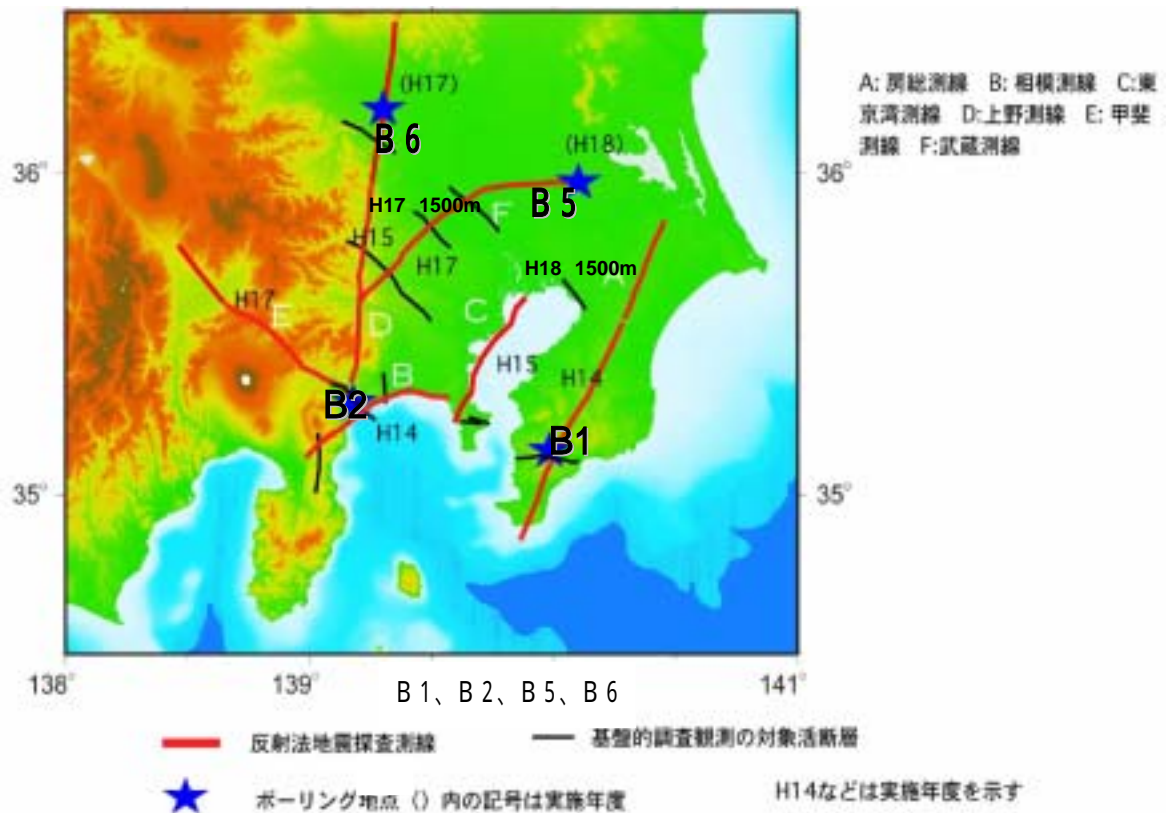 (H17)
B 6
(H18)
36°
36°
B 5
H17 1500m
F
H15
H17
H18 1500m
A
H17
E
C
D
H15
B
H14
B2
H14
B1
35°
35°
138°
139°
141°
B 1、B 2、B 5、B 6
反射法地震探査測線
基盤的調査観測の対象活断層
ボーリング地点 () 内の記号は実施年度
H14などは実施年度を示す
A: 房総測線 B: 相模測線 C:東
京湾測線 D:上野測線 E: 甲斐
測線 F:武蔵測線